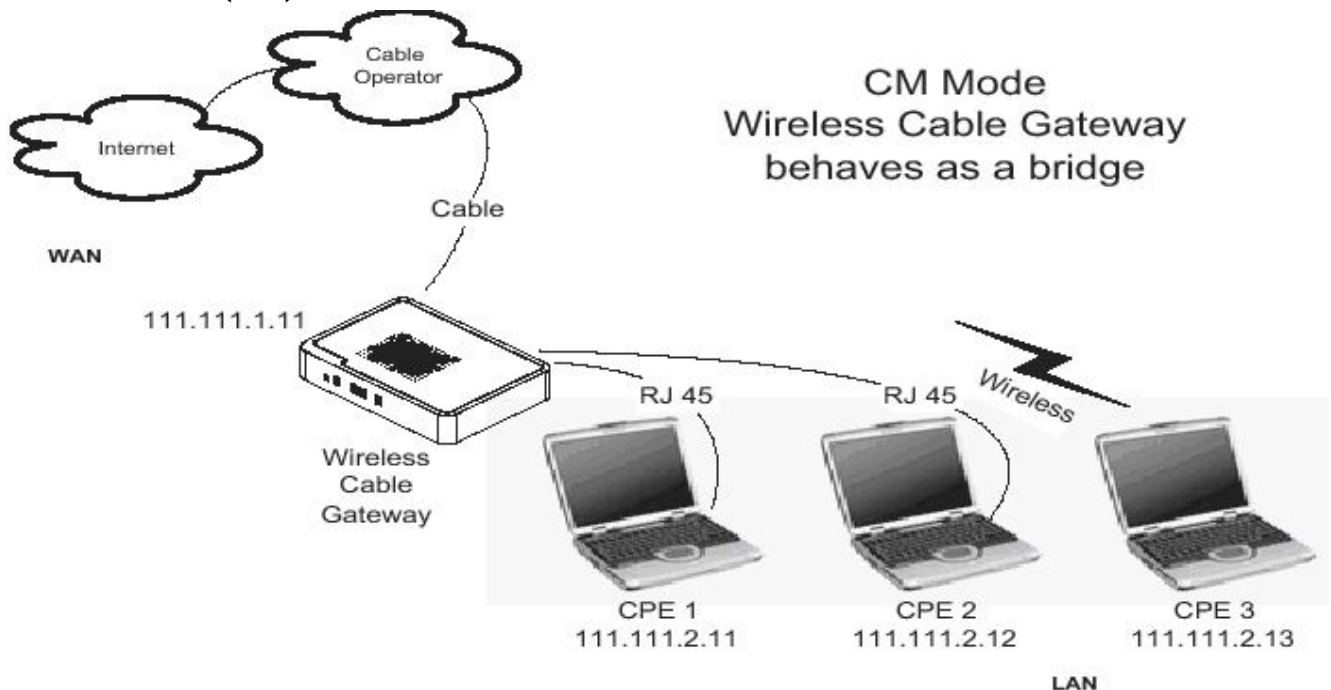 Cable
Operator
Internet
CM Mode
Wireless Cable Gateway
behaves as a bridge
Cable
WAN
111.111.1.11
RJ 45
RJ 45
Wireless
Wireless
Cable
Gateway
CPE 1
111.111.2.11
CPE 2
111.111.2.12
CPE 3
111.111.2.13
LAN